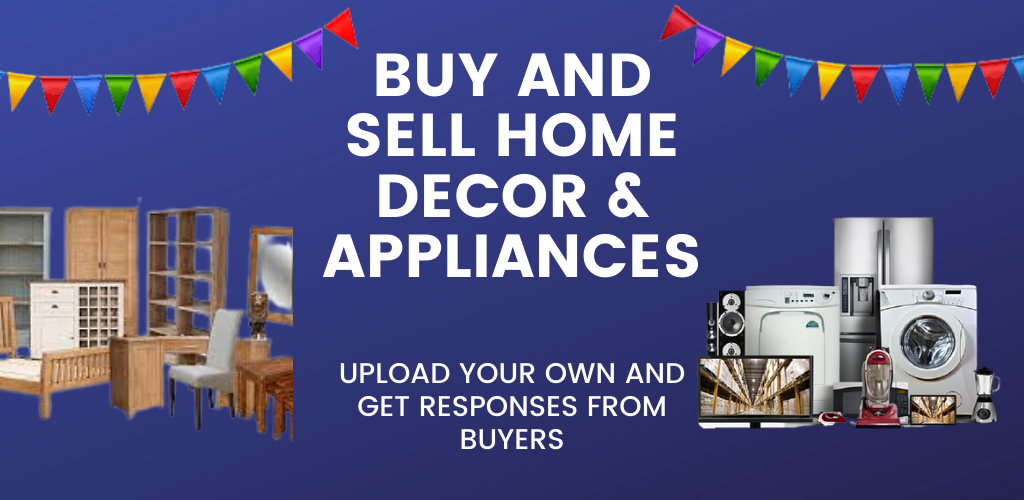 BUY AND
SELL HOME
DECOR &
APPLIANCES
UPLOAD YOUR OWN AND
GET RESPONSES FROM
BUYERS